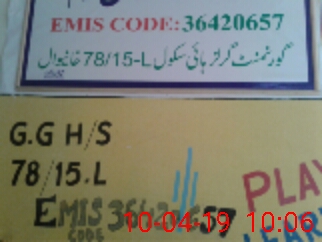 EMIS CODE:36420657
گورنمنٹ گرلز ہائی سکول 78/15-L خانیوال
G.G H/S
78/15.L
PLAY
EMIS 36420657
CODE
LEARN
10-04-19 10:06